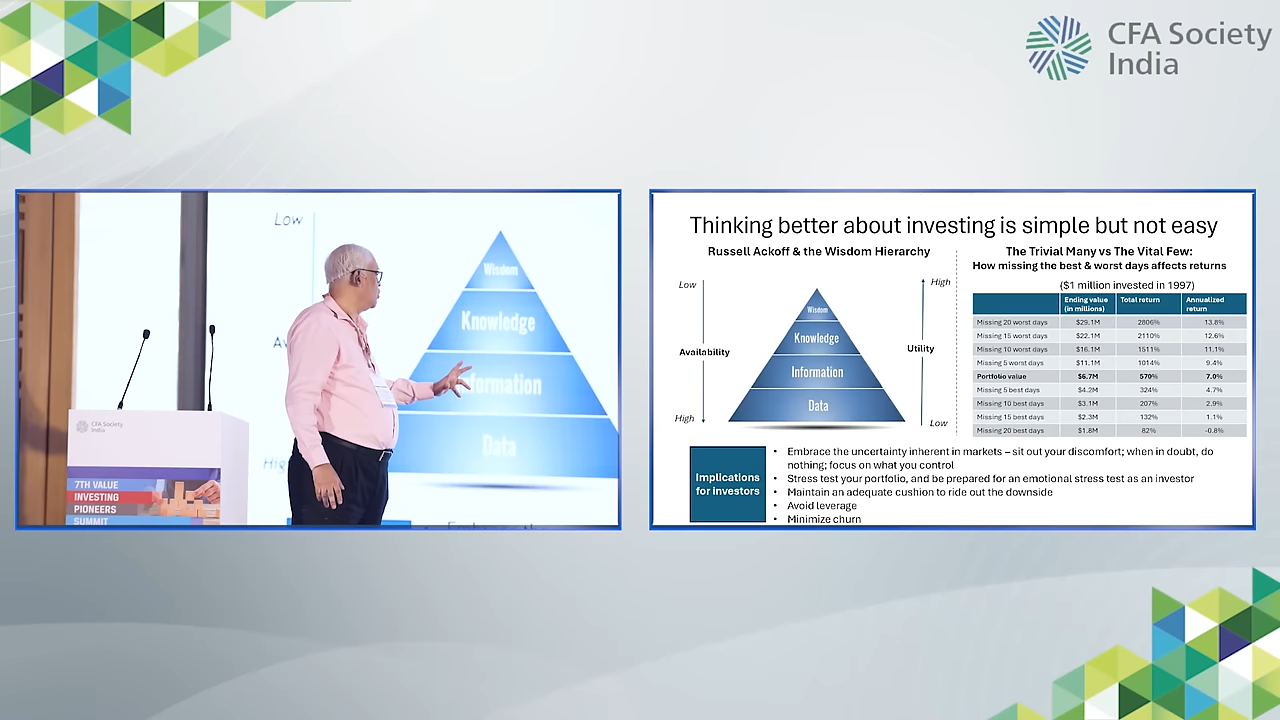 CFA Society
India
Low
Wisdom
Knowledge
Information
Data
CFA Society
India
7TH VALUE
INVESTING
PIONEERS
SUMMIT
Thinking better about investing is simple but not easy
Russell Ackoff & the Wisdom Hierarchy
Low
Availability
High
Wisdom
Knowledge
Information
Data
High
Utility
Low
The Trivial Many vs The Vital Few:
How missing the best & worst days affects returns
($1 million invested in 1997)
Ending value (in millions) Total return Annualized return
Missing 20 worst days $29.1M 2806% 13.8%
Missing 15 worst days $22.1M 2110% 12.6%
Missing 10 worst days $16.1M 1511% 11.1%
Missing 5 worst days $11.1M 1014% 9.4%
Portfolio value $6.7M 570% 7.0%
Missing 5 best days $4.2M 324% 4.7%
Missing 10 best days $3.1M 207% 2.9%
Missing 15 best days $2.3M 132% 1.1%
Missing 20 best days $1.8M 82% -0.8%
Implications
for investors
• Embrace the uncertainty inherent in markets – sit out your discomfort; when in doubt, do
nothing; focus on what you control
• Stress test your portfolio, and be prepared for an emotional stress test as an investor
• Maintain an adequate cushion to ride out the downside
• Avoid leverage
• Minimize churn